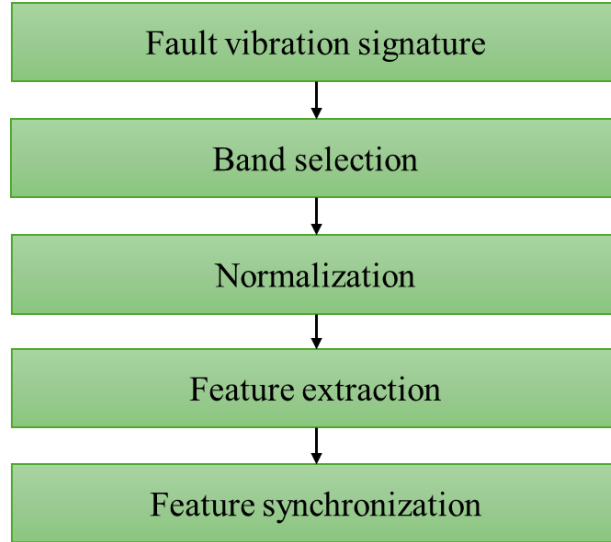 Fault vibration signature
Band selection
Normalization
Feature extraction
Feature synchronization